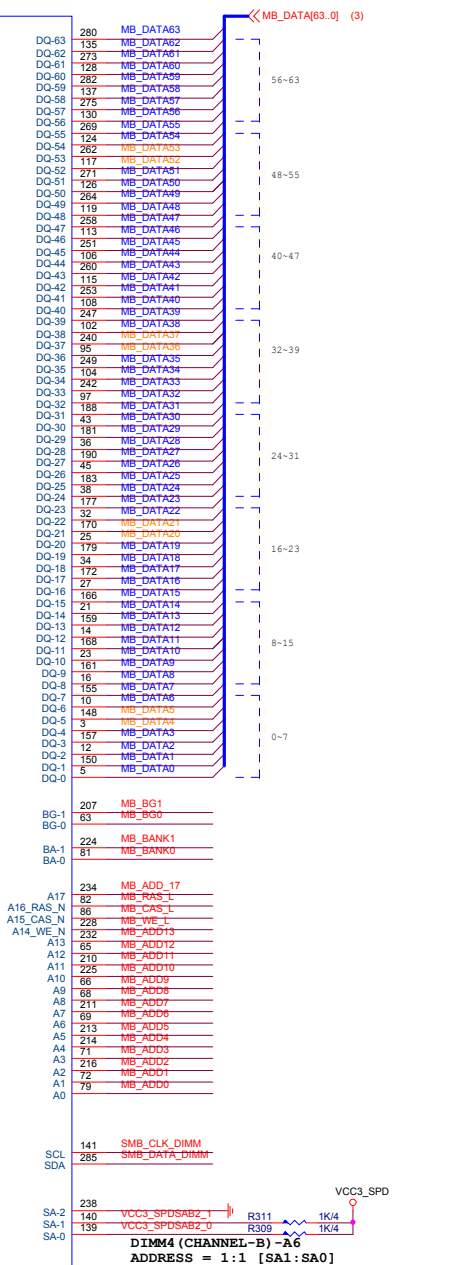 MB_DATA[63..0] (3)
DQ-63 280 MB_DATA63
DQ-62 135 MB_DATA62
DQ-61 273 MB_DATA61
DQ-60 128 MB_DATA60
DQ-59 282 MB_DATA59
56~63
DQ-58 137 MB_DATA58
DQ-57 275 MB_DATA57
DQ-56 130 MB_DATA56
DQ-55 269 MB_DATA55
DQ-54 124 MB_DATA54
DQ-53 262 MB_DATA53
DQ-52 117 MB_DATA52
DQ-51 271 MB_DATA51
48~55
DQ-50 126 MB_DATA50
DQ-49 264 MB_DATA49
DQ-48 119 MB_DATA48
DQ-47 258 MB_DATA47
DQ-46 113 MB_DATA46
DQ-45 251 MB_DATA45
DQ-44 106 MB_DATA44
40~47
DQ-43 260 MB_DATA43
DQ-42 115 MB_DATA42
DQ-41 253 MB_DATA41
DQ-40 108 MB_DATA40
DQ-39 247 MB_DATA39
DQ-38 102 MB_DATA38
DQ-37 240 MB_DATA37
DQ-36 95 MB_DATA36
32~39
DQ-35 249 MB_DATA35
DQ-34 104 MB_DATA34
DQ-33 242 MB_DATA33
DQ-32 97 MB_DATA32
DQ-31 188 MB_DATA31
DQ-30 43 MB_DATA30
DQ-29 181 MB_DATA29
DQ-28 36 MB_DATA28
DQ-27 190 MB_DATA27
24~31
DQ-26 45 MB_DATA26
DQ-25 183 MB_DATA25
DQ-24 38 MB_DATA24
DQ-23 177 MB_DATA23
DQ-22 32 MB_DATA22
DQ-21 170 MB_DATA21
DQ-20 25 MB_DATA20
DQ-19 179 MB_DATA19
16~23
DQ-18 34 MB_DATA18
DQ-17 172 MB_DATA17
DQ-16 27 MB_DATA16
DQ-15 166 MB_DATA15
DQ-14 21 MB_DATA14
DQ-13 159 MB_DATA13
DQ-12 14 MB_DATA12
DQ-11 168 MB_DATA11
8~15
DQ-10 23 MB_DATA10
DQ-9 161 MB_DATA9
DQ-8 16 MB_DATA8
DQ-7 155 MB_DATA7
DQ-6 10 MB_DATA6
DQ-5 148 MB_DATA5
DQ-4 3 MB_DATA4
DQ-3 157 MB_DATA3
0~7
DQ-2 12 MB_DATA2
DQ-1 150 MB_DATA1
DQ-0 5 MB_DATA0
BG-1 207 MB_BG1
BG-0 63 MB_BG0
BA-1 224 MB_BANK1
BA-0 81 MB_BANK0
A17 234 MB_ADD_17
A16_RAS_N 82 MB_RAS_L
A15_CAS_N 86 MB_CAS_L
A14_WE_N 228 MB_WE_L
A13 232 MB_ADD13
A12 65 MB_ADD12
A11 210 MB_ADD11
A10 225 MB_ADD10
A9 66 MB_ADD9
A8 68 MB_ADD8
A7 211 MB_ADD7
A6 69 MB_ADD6
A5 213 MB_ADD5
A4 214 MB_ADD4
A3 71 MB_ADD3
A2 216 MB_ADD2
A1 72 MB_ADD1
A0 79 MB_ADD0
SCL 141 SMB_CLK_DIMM
SDA 285 SMB_DATA_DIMM
VCC3_SPD
SA-2 238
SA-1 140 VCC3_SPDSAB2_1 R311 1K/4
SA-0 139 VCC3_SPDSAB2_0 R309 1K/4
DIMM4(CHANNEL-B)-A6
ADDRESS = 1:1 [SA1:SA0]